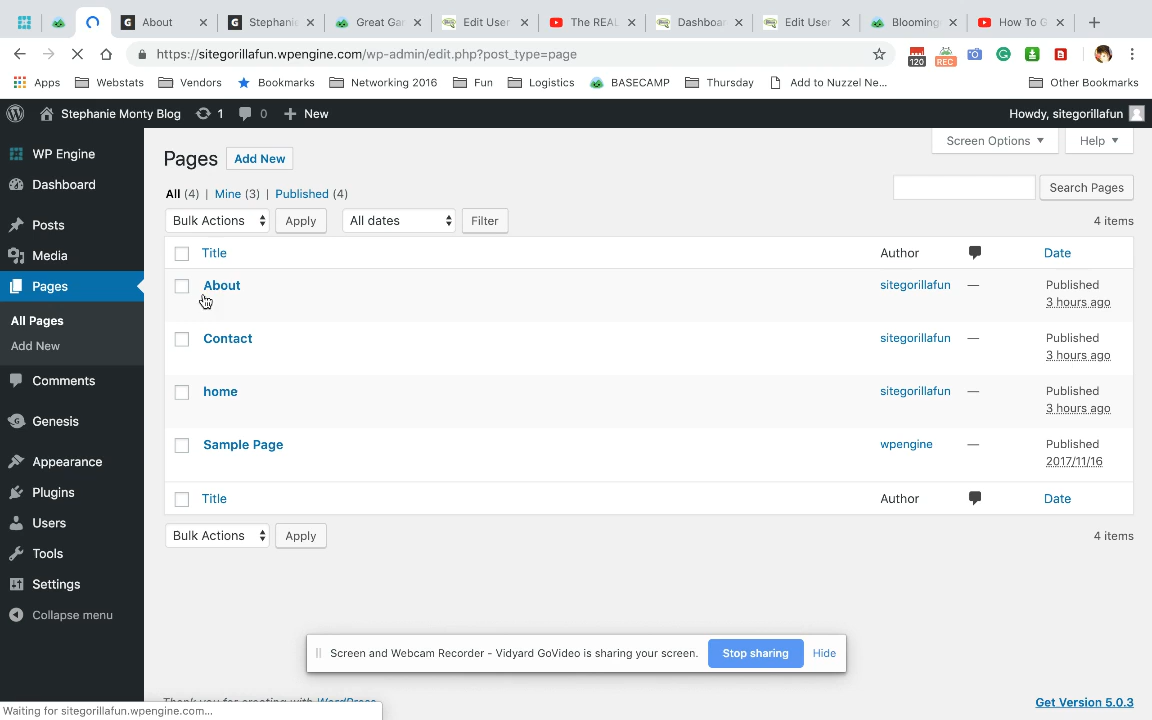 About
Stephanie
Great Gar
Edit User
The REAL
Dashboar
Edit User
Blooming
How To G
https://sitegorillafun.wpengine.com/wp-admin/edit.php?post_type=page
120
REC
Apps
Webstats
Vendors
Bookmarks
Networking 2016
Fun
Logistics
BASECAMP
Thursday
Add to Nuzzel Ne...
Other Bookmarks
Stephanie Monty Blog
1
0
New
Howdy, sitegorillafun
WP Engine
Dashboard
Posts
Media
Pages
All Pages
Add New
Comments
Genesis
Appearance
Plugins
Users
Tools
Settings
Collapse menu
Screen Options
Help
Pages
Add New
All (4) | Mine (3) | Published (4)
Search Pages
Bulk Actions
Apply
All dates
Filter
4 items
Title
Author
Date
About
sitegorillafun
—
Published
3 hours ago
Contact
sitegorillafun
—
Published
3 hours ago
home
sitegorillafun
—
Published
3 hours ago
Sample Page
wpengine
—
Published
2017/11/16
Title
Author
Date
Bulk Actions
Apply
4 items
Screen and Webcam Recorder - Vidyard GoVideo is sharing your screen.
Stop sharing
Hide
Thank you for creating with WordPress
Get Version 5.0.3
Waiting for sitegorillafun.wpengine.com...